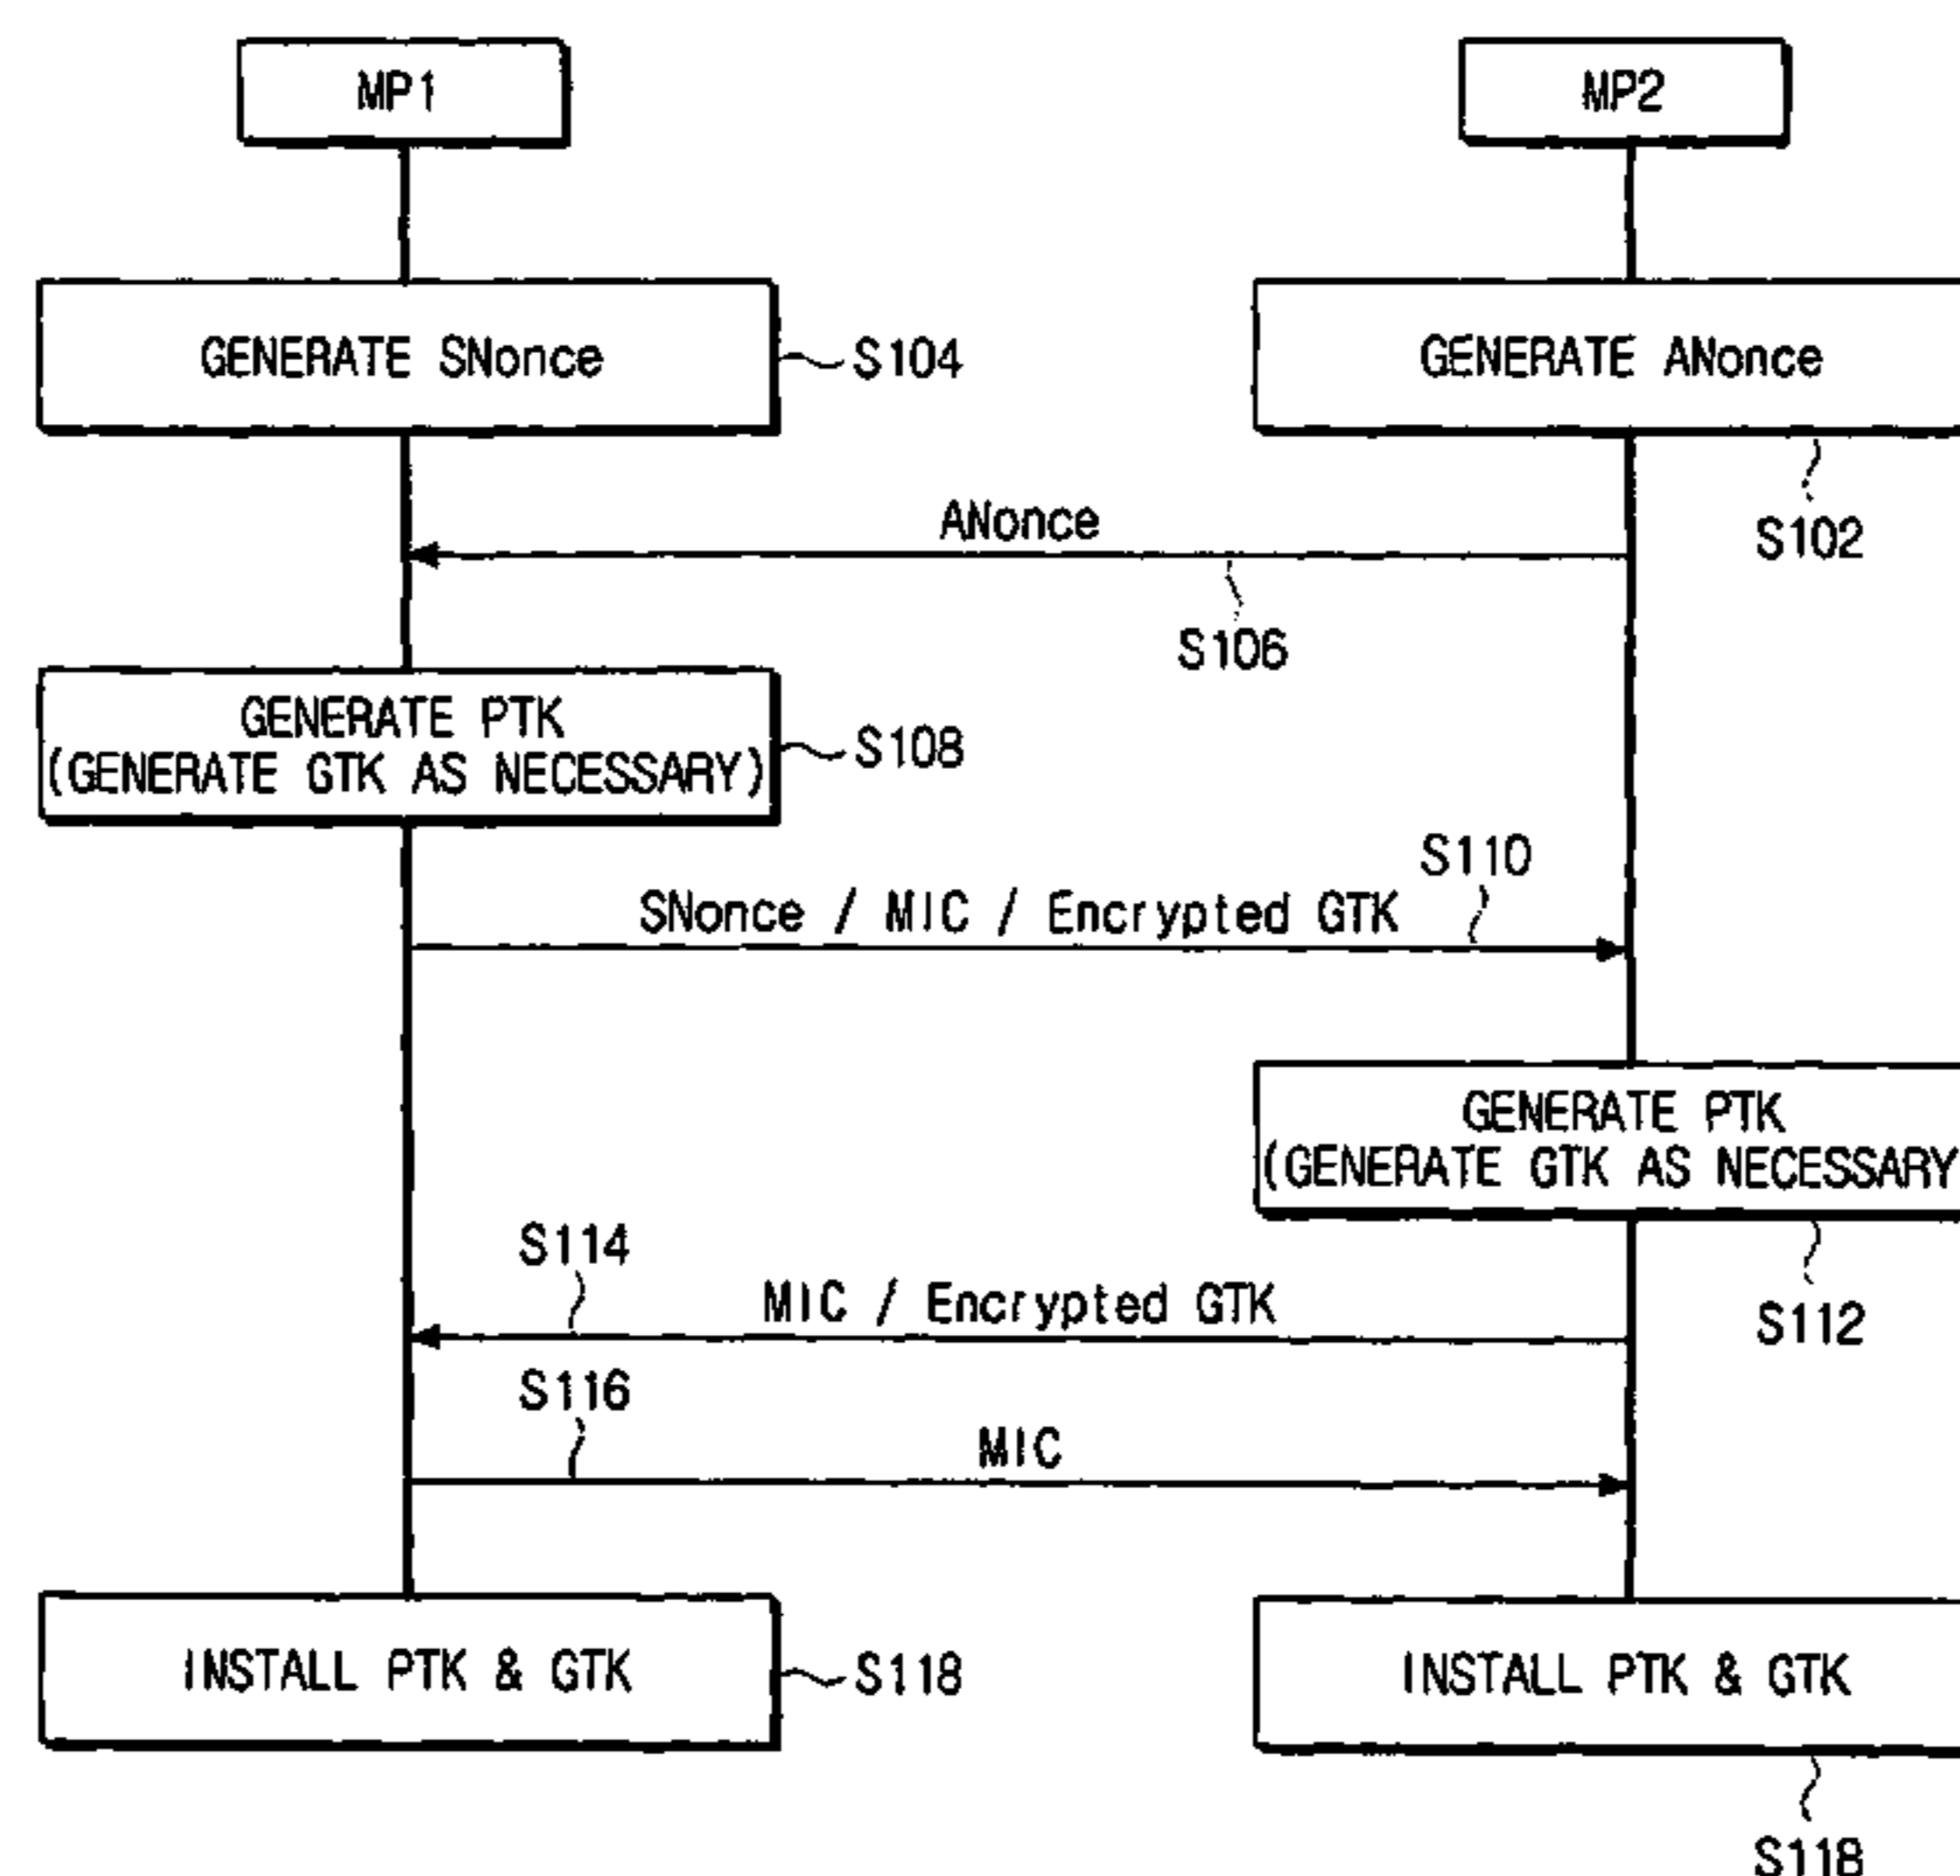 MP1
MP2
GENERATE SNonce
S104
GENERATE ANonce
S102
ANonce
S106
GENERATE PTK
(GENERATE GTK AS NECESSARY)
S108
S110
SNonce / MIC / Encrypted GTK
GENERATE PTK
(GENERATE GTK AS NECESSARY
S112
S114
MIC / Encrypted GTK
S116
MIC
INSTALL PTK & GTK
S118
INSTALL PTK & GTK
S118